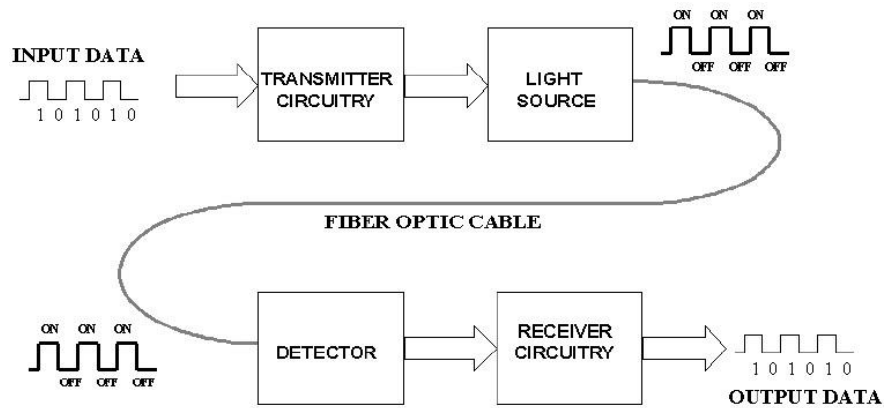 ON ON ON
OFF OFF OFF
INPUT DATA
1 0 1 0 1 0
TRANSMITTER
CIRCUITRY
LIGHT
SOURCE
FIBER OPTIC CABLE
ON ON ON
OFF OFF OFF
DETECTOR
RECEIVER
CIRCUITRY
1 0 1 0 1 0
OUTPUT DATA